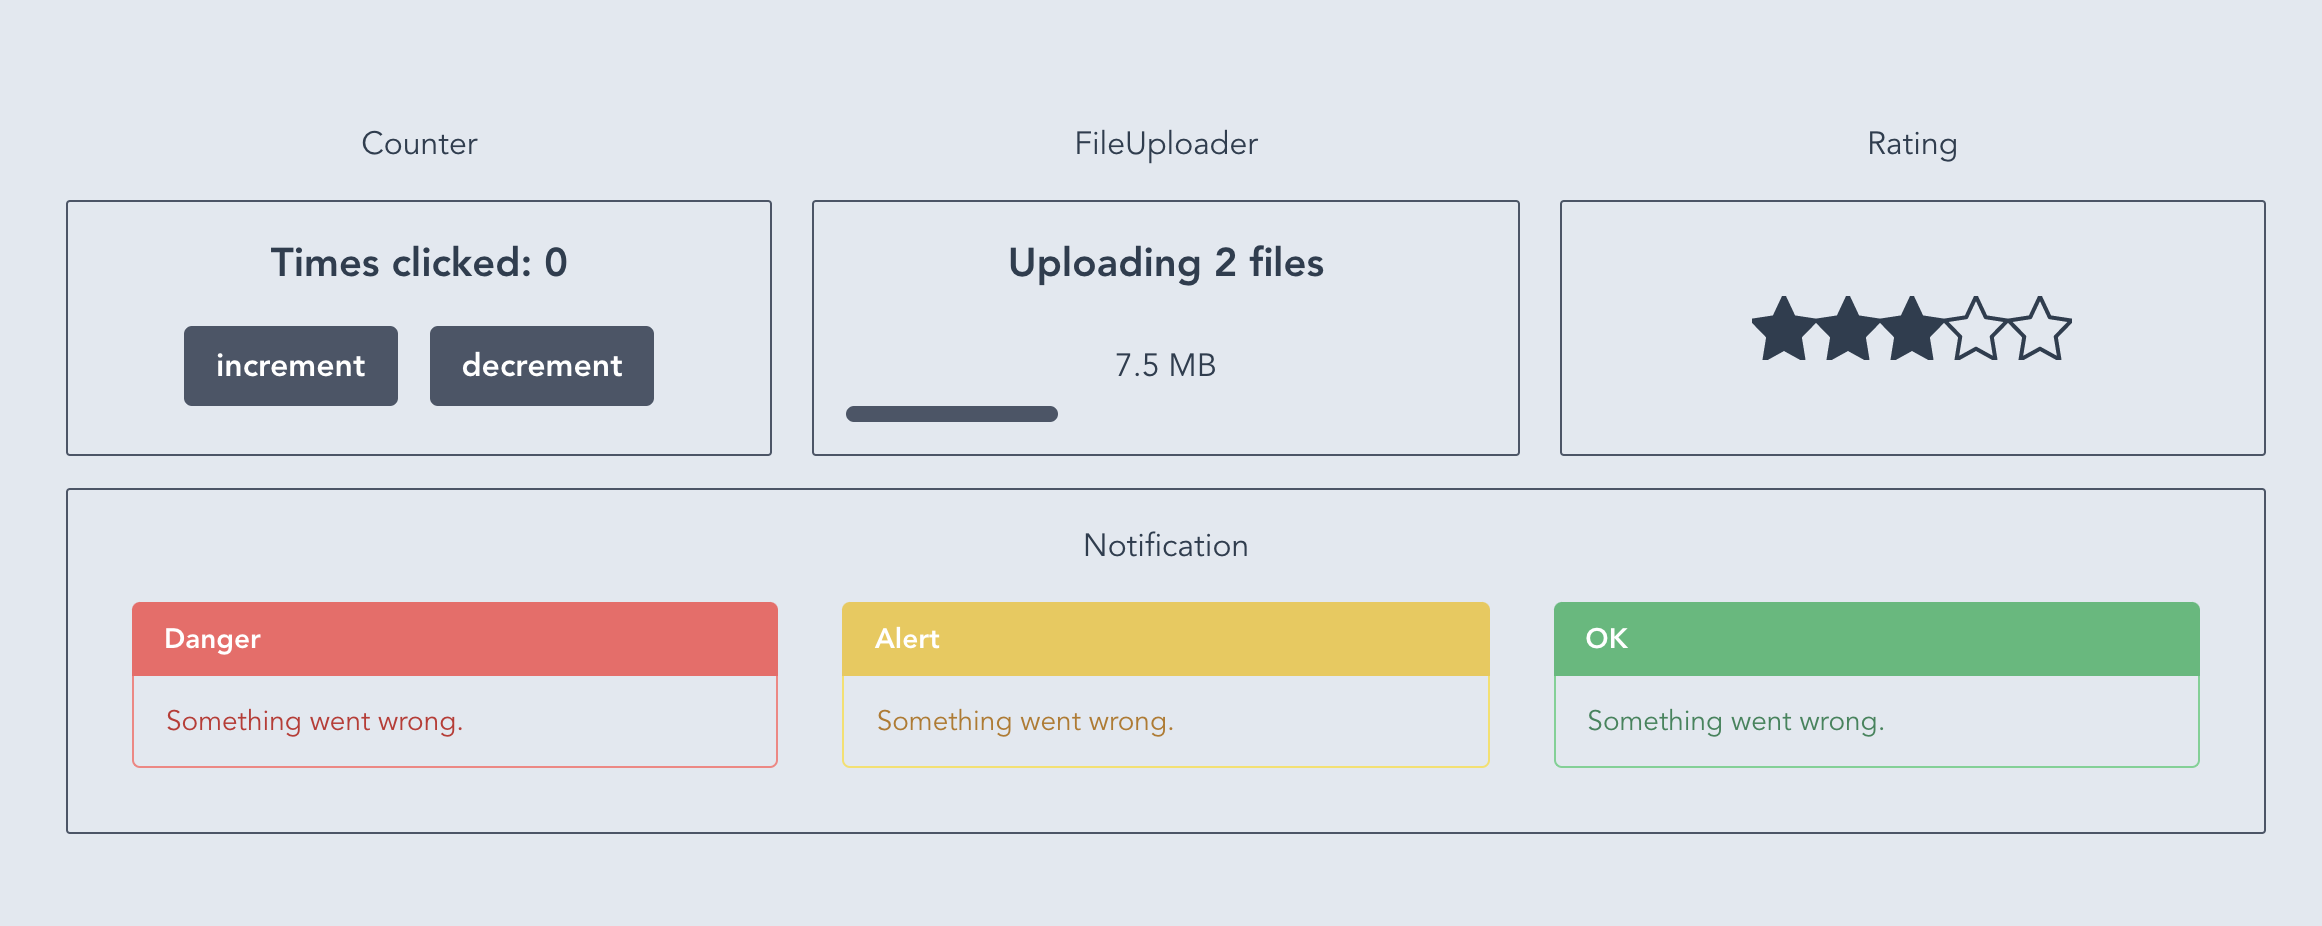 Counter
FileUploader
Rating
Times clicked: 0
increment
decrement
Uploading 2 files
7.5 MB
Notification
Danger
Something went wrong.
Alert
Something went wrong.
OK
Something went wrong.